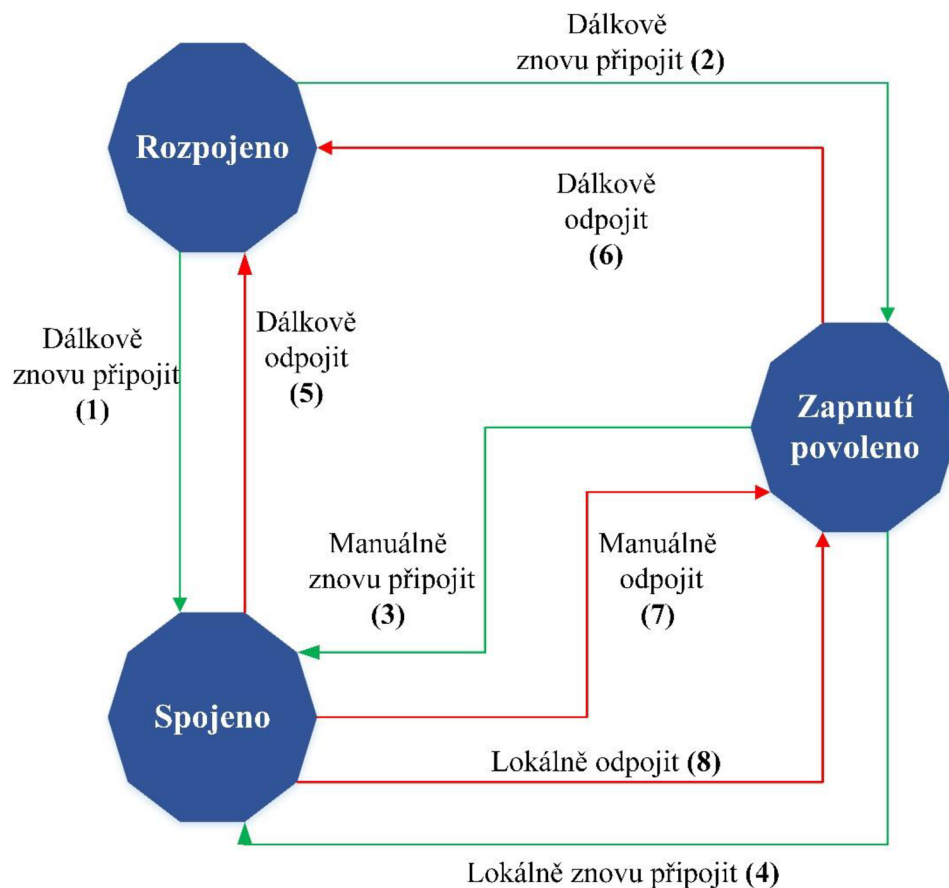 Dálkově
znovu připojit (2)
Rozpojeno
Dálkově
odpojit
(6)
Dálkově
znovu připojit
(1)
Dálkově
odpojit
(5)
Zapnutí
povoleno
Manuálně
znovu připojit
(3)
Manuálně
odpojit
(7)
Spojeno
Lokálně odpojit (8)
Lokálně znovu připojit (4)